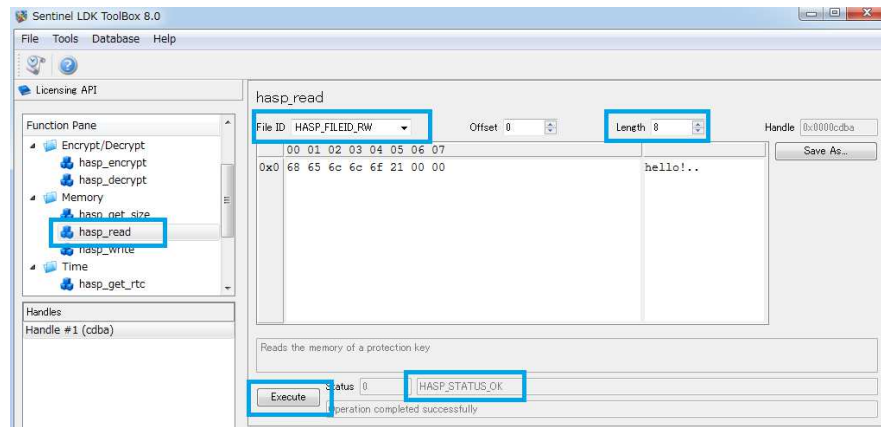 Sentinel LDK ToolBox 8.0
File Tools Database Help
Licensing API
Function Pane
Encrypt/Decrypt
hasp_encrypt
hasp_decrypt
Memory
hasp_get_size
hasp_read
hasp_write
Time
hasp_get_rtc
Handles
Handle #1 (cdba)
hasp_read
File ID HASP_FILEID_RW Offset 0 Length 8 Handle 0x0000cdba
00 01 02 03 04 05 06 07
0x0 68 65 6c 6c 6f 21 00 00 hello!..
Save As...
Reads the memory of a protection key
Execute
Status 0 HASP_STATUS_OK
Operation completed successfully